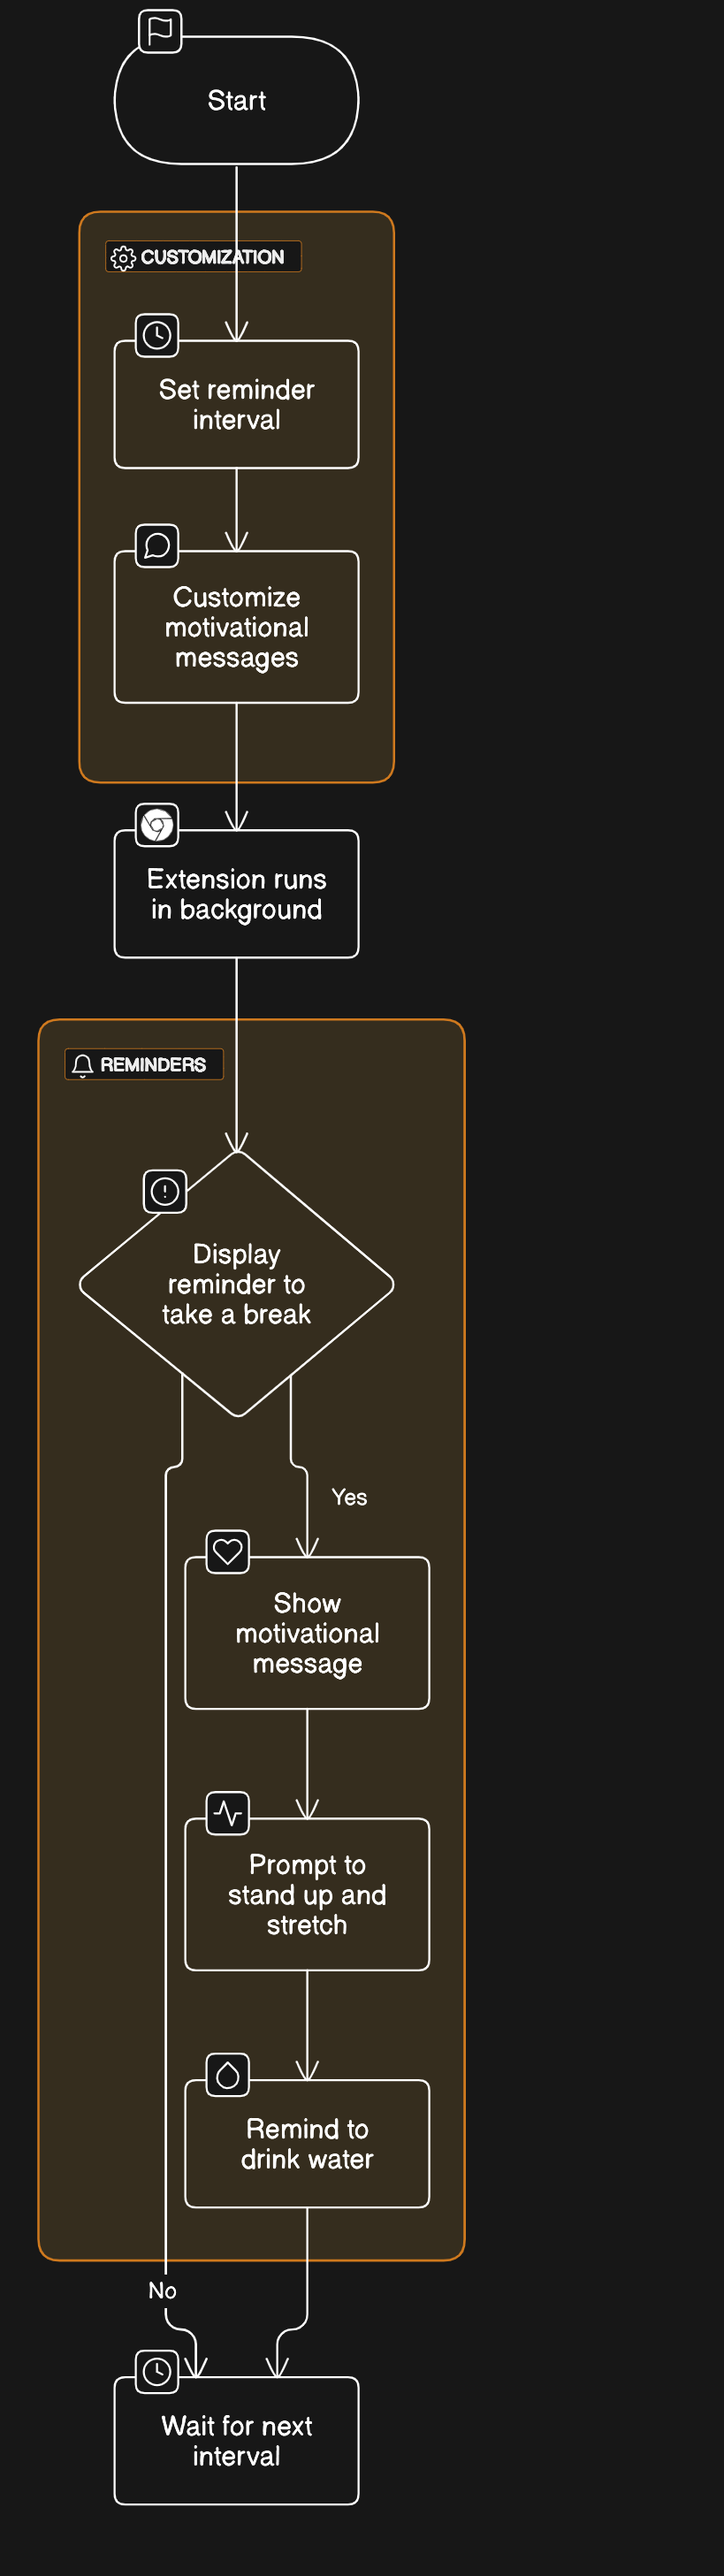 Start
CUSTOMIZATION
Set reminder
interval
Customize
motivational
messages
Extension runs
in background
REMINDERS
Display
reminder to
take a break
Yes
Show
motivational
message
Prompt to
stand up and
stretch
Remind to
drink water
No
Wait for next
interval